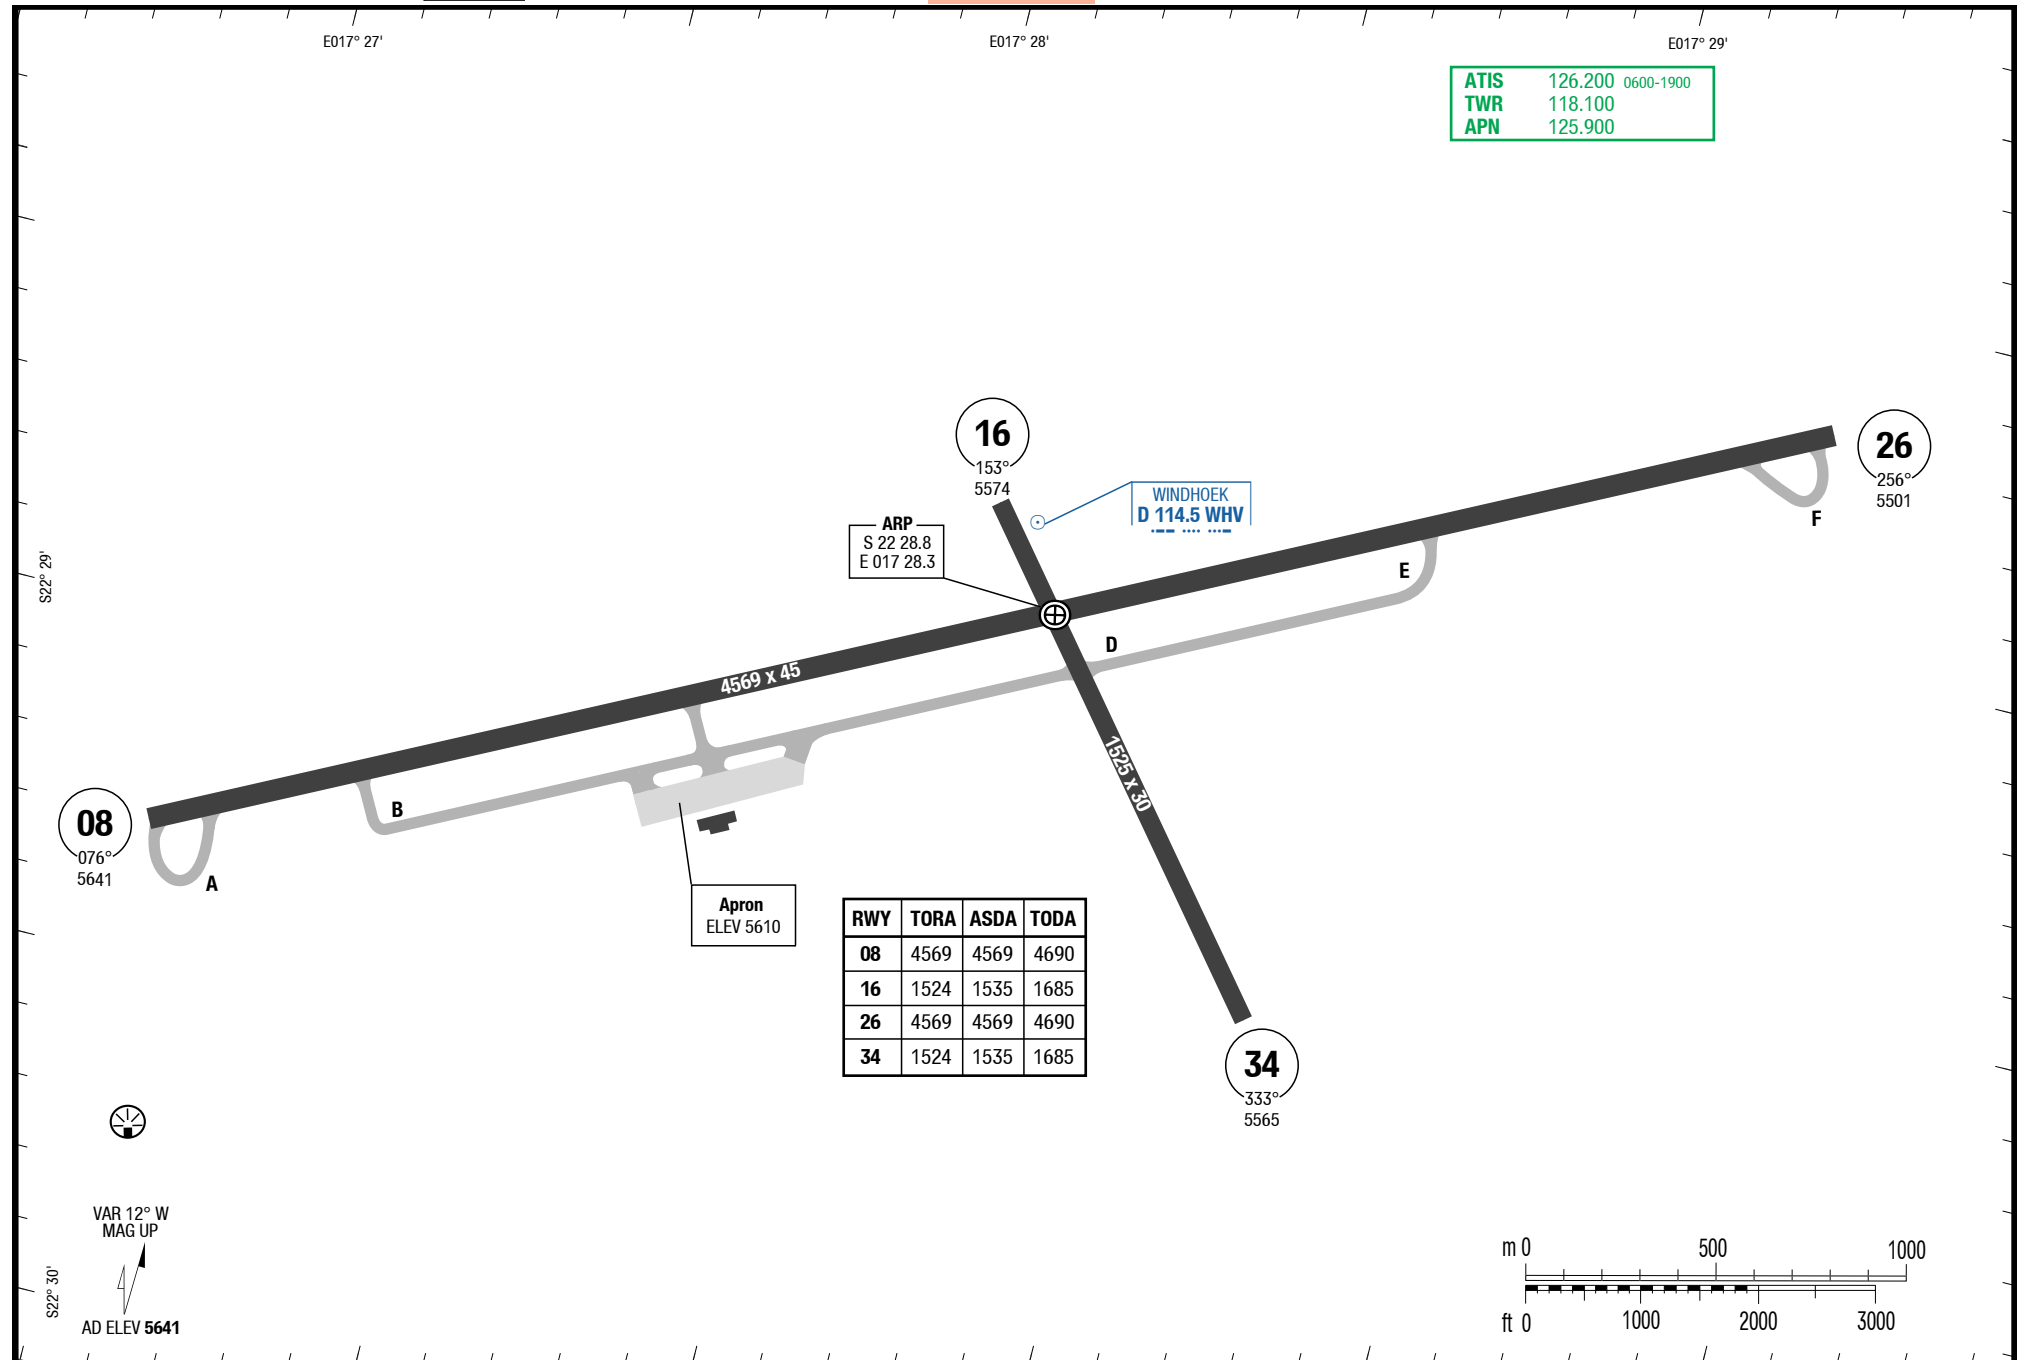 E017° 27'
E017° 28'
E017° 29'
ATIS 126.200 0600-1900
TWR 118.100
APN 125.900
16
153°
5574
26
256°
5501
WINDHOEK
D 114.5 WHV
ARP
S 22 28.8
E 017 28.3
F
S22° 29'
E
D
4569 x 45
1525 x 30
B
08
076°
5641
A
Apron
ELEV 5610
RWY TORA ASDA TODA
08 4569 4569 4690
16 1524 1535 1685
26 4569 4569 4690
34 1524 1535 1685
34
333°
5565
VAR 12° W
MAG UP
S22° 30'
AD ELEV 5641
m 0 500 1000
ft 0 1000 2000 3000